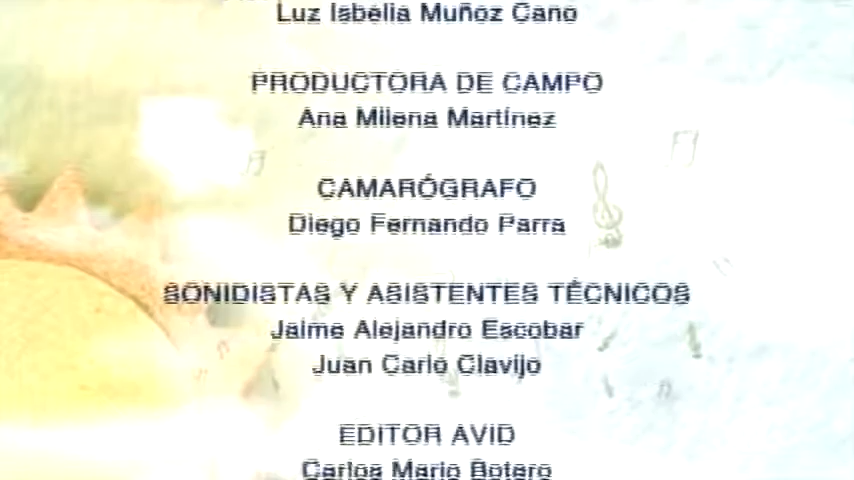 Luz Isbelia Muñoz Cano
PRODUCTORA DE CAMPO
Ana Milena Martínez
CAMARÓGRAFO
Diego Fernando Parra
SONIDISTAS Y ASISTENTES TÉCNICOS
Jaime Alejandro Escobar
Juan Carlo Clavijo
EDITOR AVID
Carlos Mario Botero